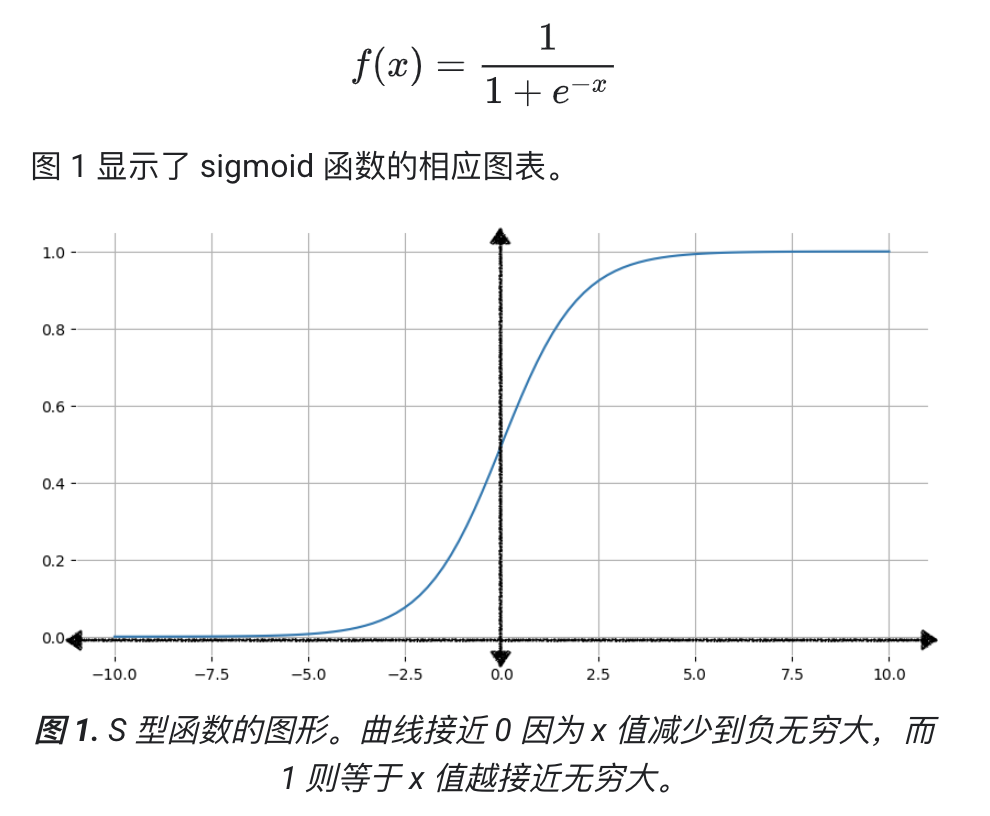 f(x) = 1 / (1 + e^{-x})
图 1 显示了 sigmoid 函数的相应图表。
1.0
0.8
0.6
0.4
0.2
0.0
−10.0 −7.5 −5.0 −2.5 0.0 2.5 5.0 7.5 10.0
图 1. S 型函数的图形。曲线接近 0 因为 x 值减少到负无穷大，而
1 则等于 x 值越接近无穷大。